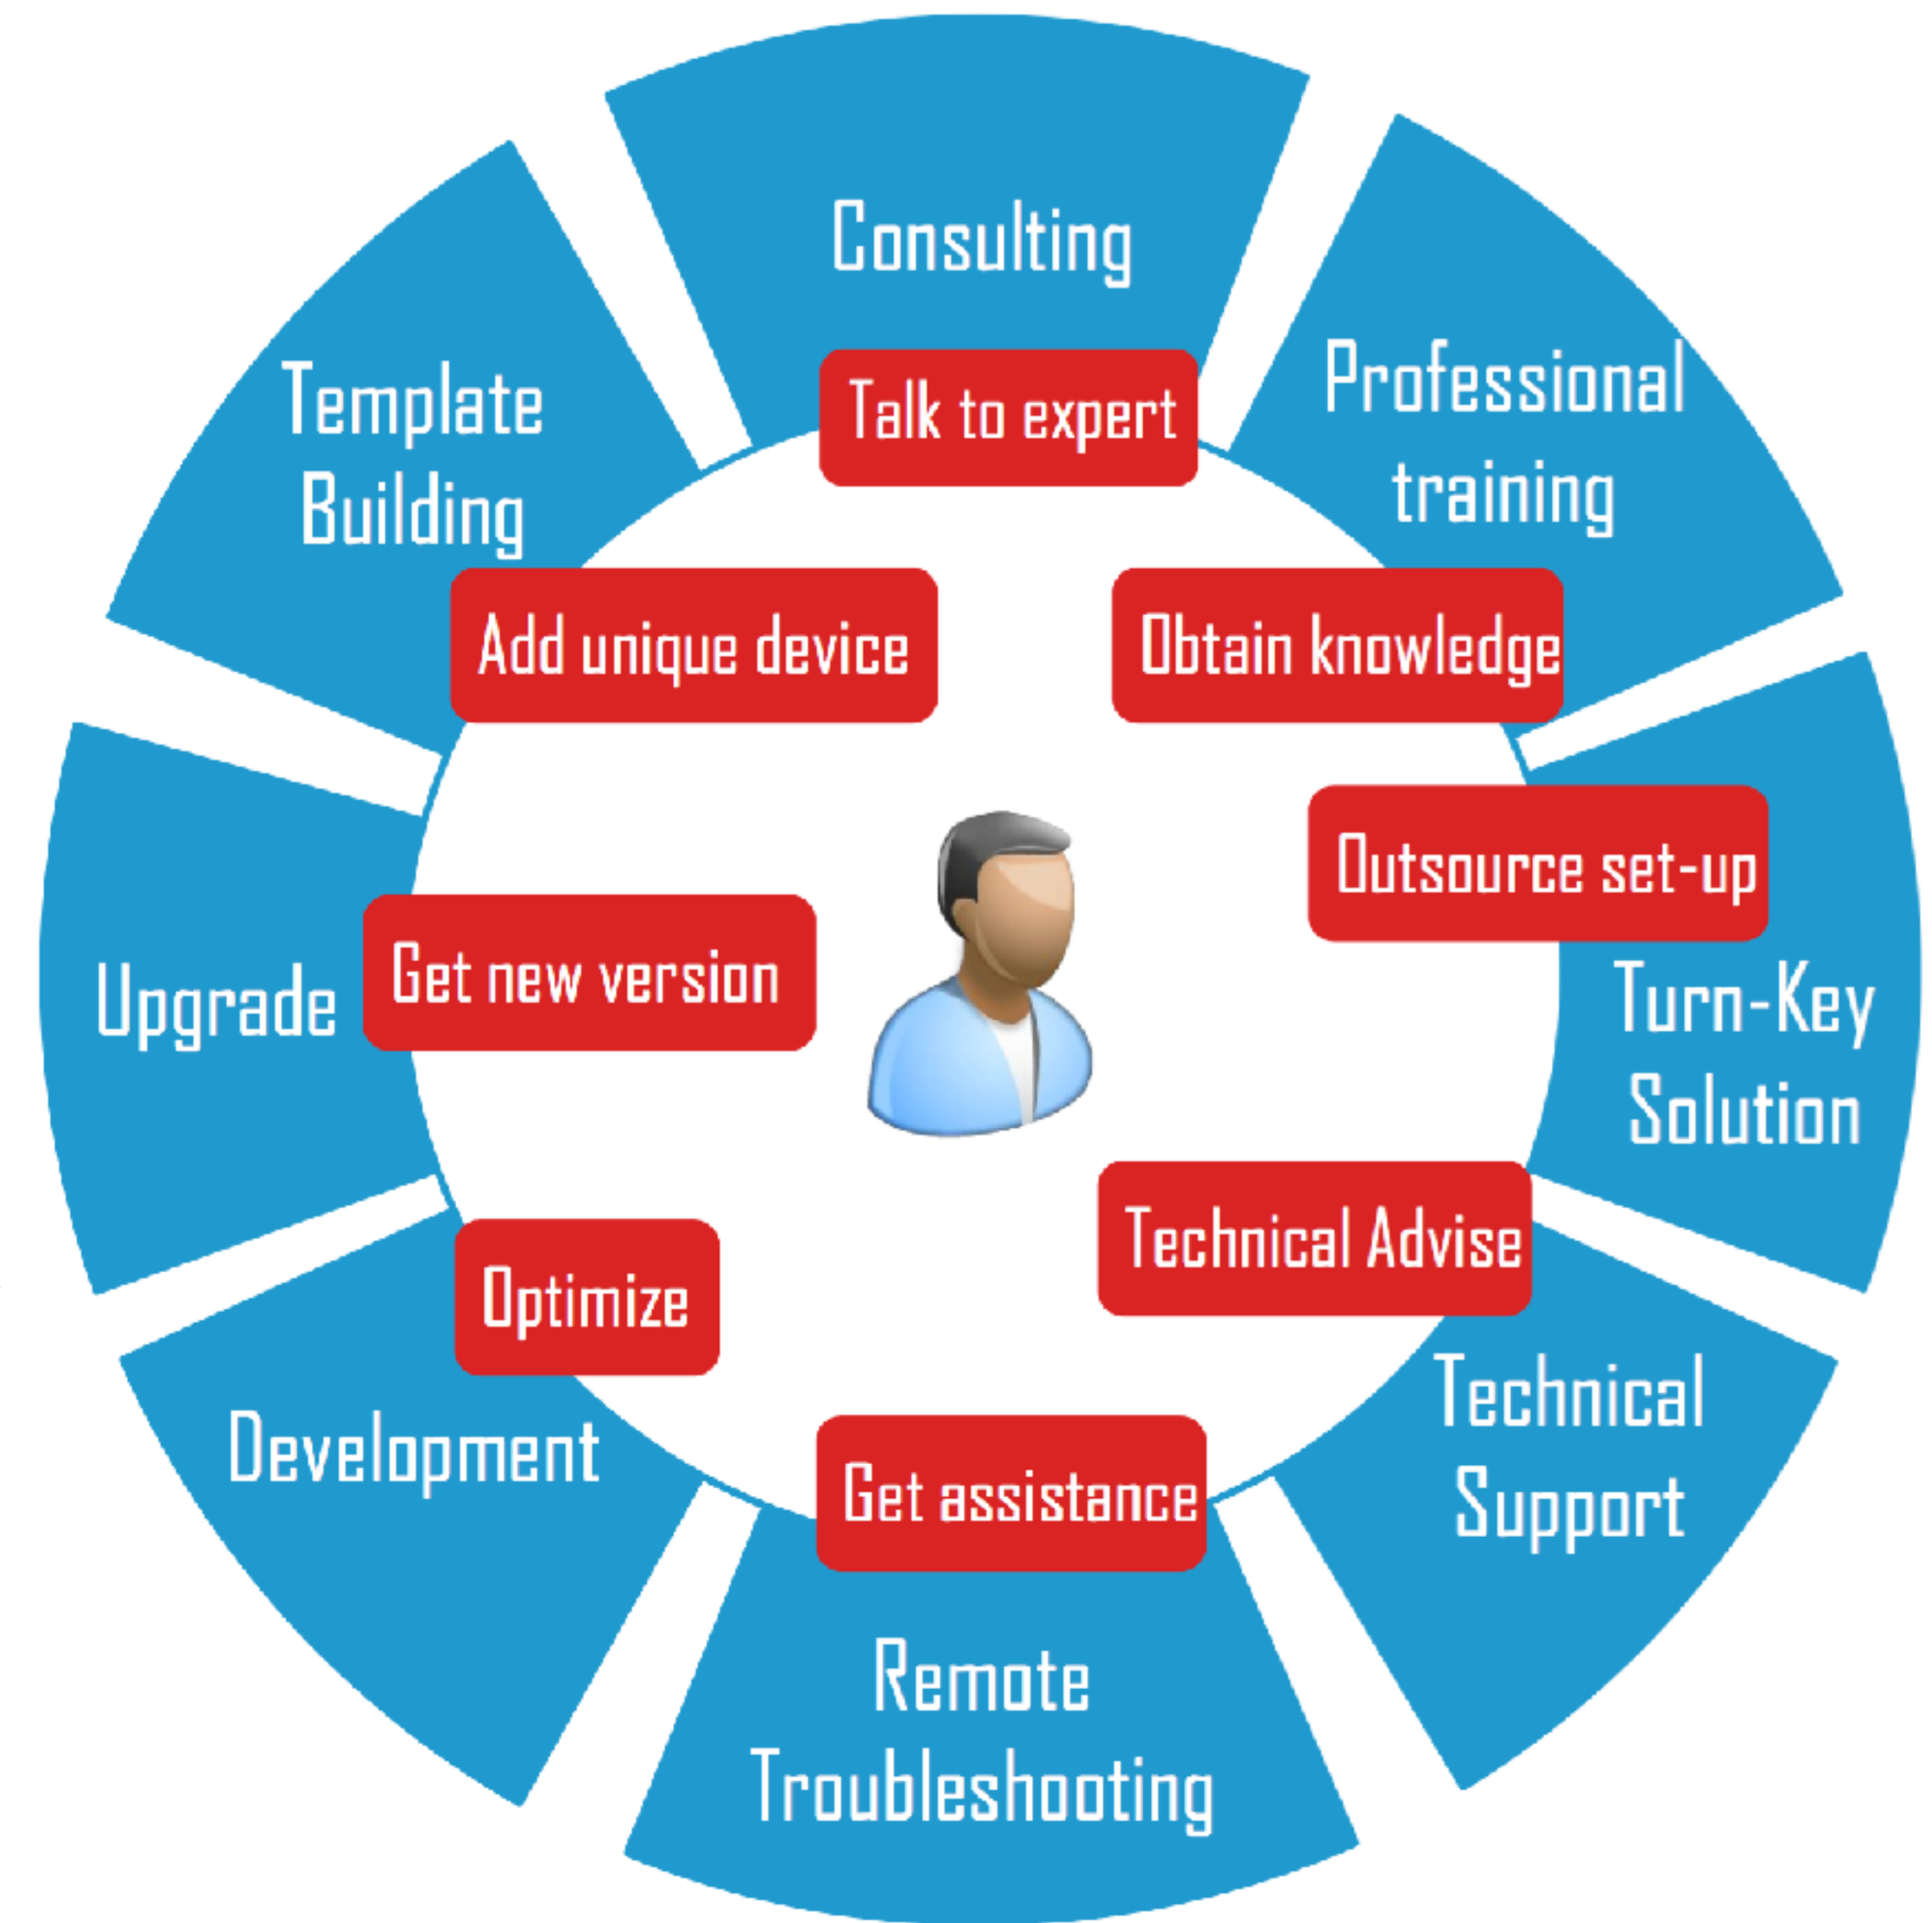 Consulting
Talk to expert
Professional
training
Obtain knowledge
Outsource set-up
Turn-Key
Solution
Technical Advise
Technical
Support
Get assistance
Remote
Troubleshooting
Optimize
Development
Get new version
Upgrade
Template
Building
Add unique device